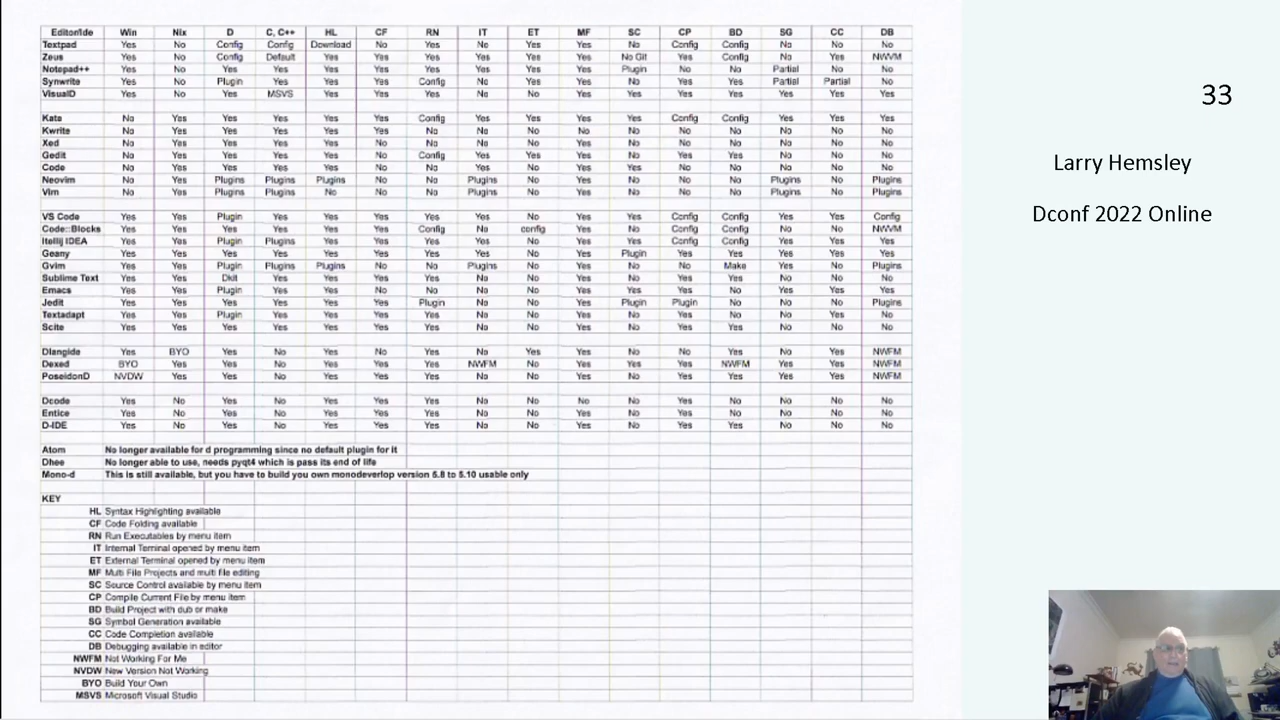 Editor/Ide Win Nix D C, C++ HL CF RN IT ET MF SC CP BD SG CC DB
Textpad Yes No Config Config Download No Yes No Yes Yes No Config Config No No No
Zeus Yes No Config Default Yes Yes Yes Yes Yes Yes No Git Yes Config No Yes NWVM
Notepad++ Yes No Yes Yes Yes Yes Yes No Yes Yes Plugin No No Partial No No
Synwrite Yes No Plugin Yes Yes Yes Config No Yes Yes No Yes Yes Partial Partial No
VisualD Yes No Yes MSVS Yes Yes Yes Yes No Yes Yes Yes Yes Yes Yes Yes
Kate No Yes Yes Yes Yes Yes Config Yes Yes Yes Yes Config Config Yes Yes Yes
Kwrite No Yes Yes Yes Yes Yes No No No No No No No No No No
Xed No Yes Yes Yes Yes No No No No Yes No No No No No No
Gedit No Yes Yes Yes Yes No Config Yes Yes Yes No Yes Yes No No No
Code No Yes Yes Yes Yes No No Yes No Yes Yes No No No No No
Neovim No Yes Plugins Plugins Plugins No No Plugins No Yes No No No Plugins No Plugins
Vim No Yes Plugins Plugins No No No Plugins No Yes No No No Plugins No Plugins
VS Code Yes Yes Plugin Yes Yes Yes Yes Yes No Yes Yes Config Config Yes Yes Config
Code::Blocks Yes Yes Yes Yes Yes Yes Config No config Yes No Config Config No No NWVM
Itellij IDEA Yes Yes Plugin Plugins Yes Yes Yes Yes No Yes Yes Config Config Yes Yes Yes
Geany Yes Yes Yes Yes Yes Yes Yes Yes No Yes Plugin Yes Yes Yes Yes Yes
Gvim Yes Yes Plugin Plugins Plugins No No Plugins No Yes No No Make Yes No Plugins
Sublime Text Yes Yes Dkit Yes Yes Yes Yes No No Yes No Yes Yes No No No
Emacs Yes Yes Plugin Yes Yes No No No No Yes Yes Yes No Yes Yes Yes
Jedit Yes Yes Yes Yes Yes Yes Plugin No No Yes Plugin Plugin No No No Plugins
Textadapt Yes Yes Plugin Yes Yes Yes Yes No No Yes No Yes No No Yes No
Scite Yes Yes Yes Yes Yes Yes Yes No No Yes No Yes Yes No No No
Dlangide Yes BYO Yes No Yes No Yes No Yes Yes No No Yes No Yes NWFM
Dexed BYO Yes Yes No Yes Yes Yes NWFM No Yes Yes Yes NWFM Yes Yes NWFM
PoseidonD NVDW Yes Yes No Yes Yes Yes No No Yes No Yes Yes Yes Yes NWFM
Dcode Yes No Yes Yes Yes Yes Yes No No No No Yes No No No No
Entice Yes No Yes No Yes Yes Yes No No Yes No Yes Yes No No No
D-IDE Yes No Yes No Yes Yes Yes No No Yes No Yes Yes No No No
Atom No longer available for d programming since no default plugin for it
Dhee No longer able to use, needs pyqt4 which is pass its end of life
Mono-d This is still available, but you have to build you own monodeverlop version 5.8 to 5.10 usable only
KEY
HL Syntax Highlighting available
CF Code Folding available
RN Run Executables by menu item
IT Internal Terminal opened by menu item
ET External Terminal opened by menu item
MF Multi File Projects and multi file editing
SC Source Control available by menu item
CP Compile Current File by menu item
BD Build Project with dub or make
SG Symbol Generation available
CC Code Completion available
DB Debugging available in editor
NWFM Not Working For Me
NVDW New Version Not Working
BYO Build Your Own
MSVS Microsoft Visual Studio
33
Larry Hemsley
Dconf 2022 Online